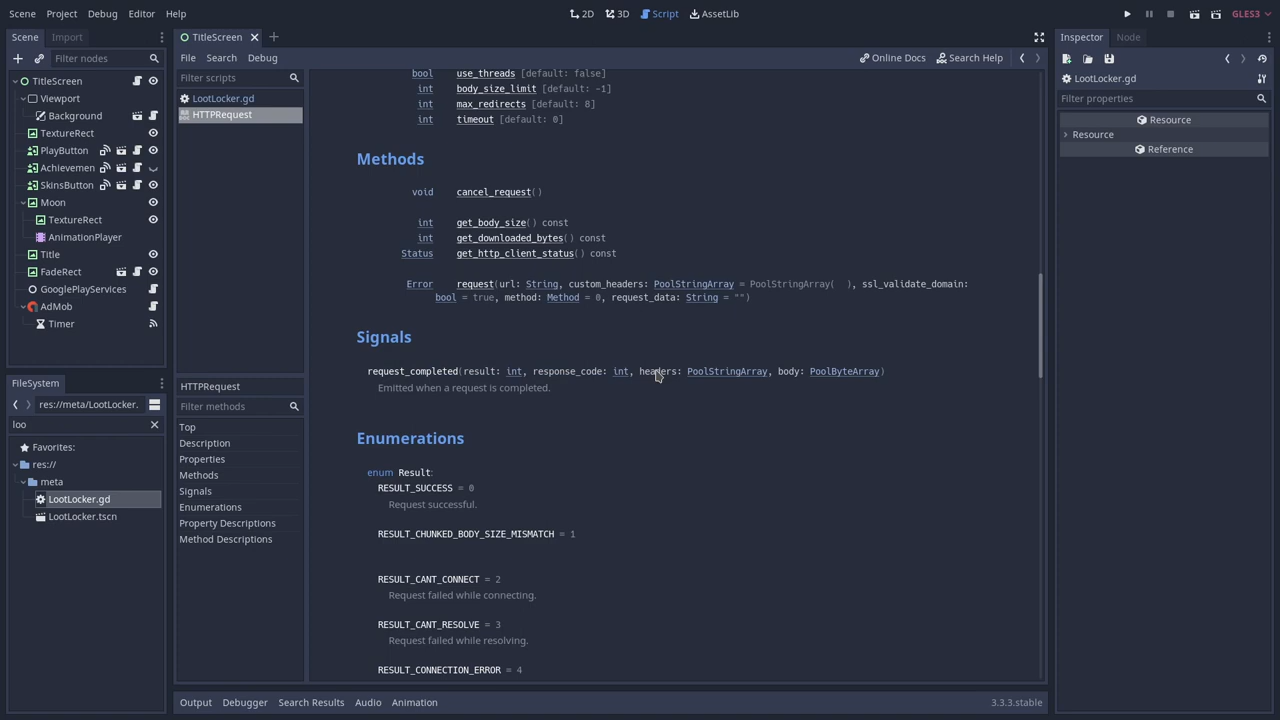 Scene Project Debug Editor Help
2D 3D Script AssetLib
GLES3
Scene Import
Filter nodes
TitleScreen
Viewport
Background
TextureRect
PlayButton
Achievemen
SkinsButton
Moon
TextureRect
AnimationPlayer
Title
FadeRect
GooglePlayServices
AdMob
Timer
FileSystem
res://meta/LootLocker.
loo
Favorites:
res://
meta
LootLocker.gd
LootLocker.tscn
TitleScreen
File Search Debug
Online Docs Search Help
Filter scripts
LootLocker.gd
HTTPRequest
HTTPRequest
Filter methods
Top
Description
Properties
Methods
Signals
Enumerations
Property Descriptions
Method Descriptions
bool use_threads [default: false]
int body_size_limit [default: -1]
int max_redirects [default: 8]
int timeout [default: 0]
Methods
void cancel_request()
int get_body_size() const
int get_downloaded_bytes() const
Status get_http_client_status() const
Error request(url: String, custom_headers: PoolStringArray = PoolStringArray( ), ssl_validate_domain:
bool = true, method: Method = 0, request_data: String = "")
Signals
request_completed(result: int, response_code: int, headers: PoolStringArray, body: PoolByteArray)
Emitted when a request is completed.
Enumerations
enum Result:
RESULT_SUCCESS = 0
Request successful.
RESULT_CHUNKED_BODY_SIZE_MISMATCH = 1
RESULT_CANT_CONNECT = 2
Request failed while connecting.
RESULT_CANT_RESOLVE = 3
Request failed while resolving.
RESULT_CONNECTION_ERROR = 4
Output Debugger Search Results Audio Animation
3.3.3.stable
Inspector Node
LootLocker.gd
Filter properties
Resource
Resource
Reference